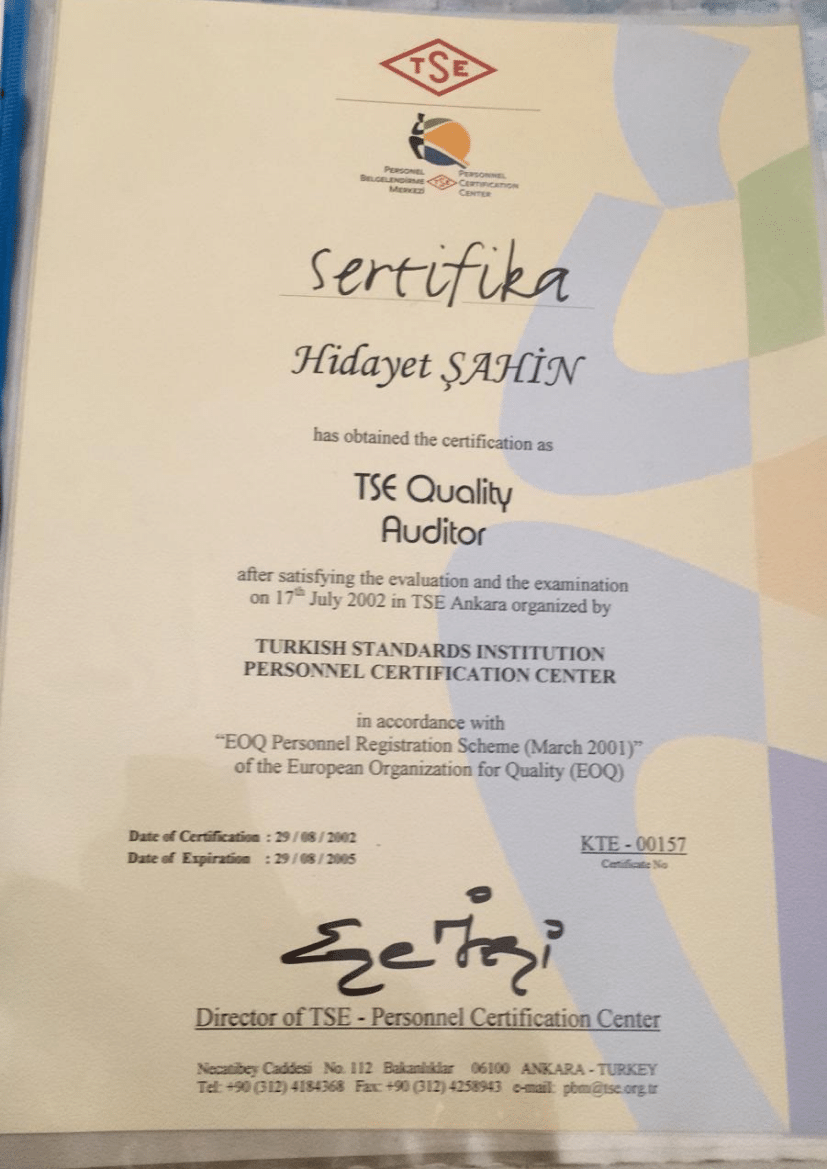 TSE
PERSONEL
BELGELENDİRME
MERKEZİ
TSE
PERSONNEL
CERTIFICATION
CENTER
Sertifika
Hidayet ŞAHİN
has obtained the certification as
TSE Quality
Auditor
after satisfying the evaluation and the examination
on 17th July 2002 in TSE Ankara organized by
TURKISH STANDARDS INSTITUTION
PERSONNEL CERTIFICATION CENTER
in accordance with
“EOQ Personnel Registration Scheme (March 2001)”
of the European Organization for Quality (EOQ)
Date of Certification : 29 / 08 / 2002
Date of Expiration : 29 / 08 / 2005
KTE - 00157
Certificate No
Director of TSE - Personnel Certification Center
Necatibey Caddesi No. 112 Bakanlıklar 06100 ANKARA - TURKEY
Tel: +90 (312) 4184368 Fax: +90 (312) 4258943 e-mail: pbm@tse.org.tr